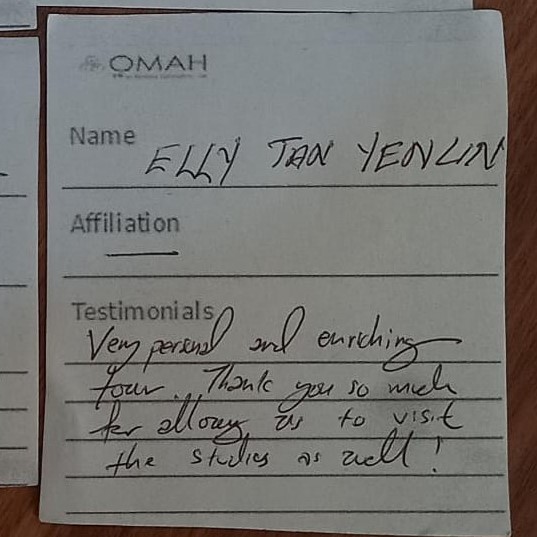 OMAH
Name
ELLY TAN YENLIN
Affiliation
Testimonials
Very personal and enriching
tour. Thank you so much
for allowing us to visit
the studios as well!